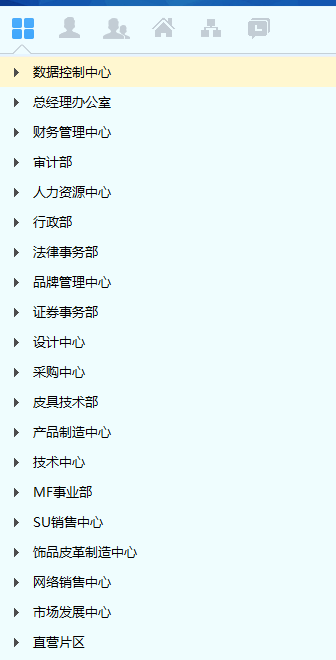 数据控制中心
总经理办公室
财务管理中心
审计部
人力资源中心
行政部
法律事务部
品牌管理中心
证券事务部
设计中心
采购中心
皮具技术部
产品制造中心
技术中心
MF事业部
SU销售中心
饰品皮革制造中心
网络销售中心
市场发展中心
直营片区